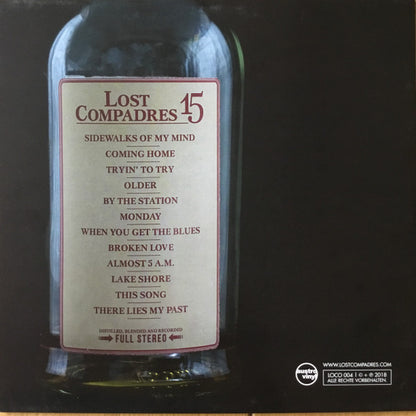 LOST
COMPADRES 15
SIDEWALKS OF MY MIND
COMING HOME
TRYIN' TO TRY
OLDER
BY THE STATION
MONDAY
WHEN YOU GET THE BLUES
BROKEN LOVE
ALMOST 5 A.M.
LAKE SHORE
THIS SONG
THERE LIES MY PAST
DISTILLED, BLENDED AND RECORDED
FULL STEREO
austro
vinyl
WWW.LOSTCOMPADRES.COM
LOCO 004 | © + ℗ 2018
ALLE RECHTE VORBEHALTEN.